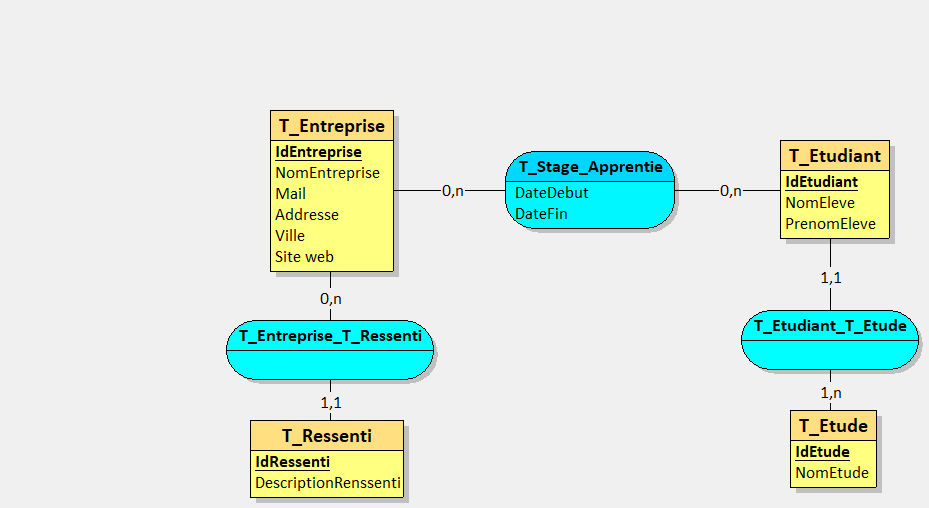 T_Entreprise
IdEntreprise
NomEntreprise
Mail
Addresse
Ville
Site web
0,n
T_Stage_Apprentie
DateDebut
DateFin
0,n
T_Etudiant
IdEtudiant
NomEleve
PrenomEleve
0,n
T_Entreprise_T_Ressenti
1,1
T_Ressenti
IdRessenti
DescriptionRenssenti
1,1
T_Etudiant_T_Etude
1,n
T_Etude
IdEtude
NomEtude